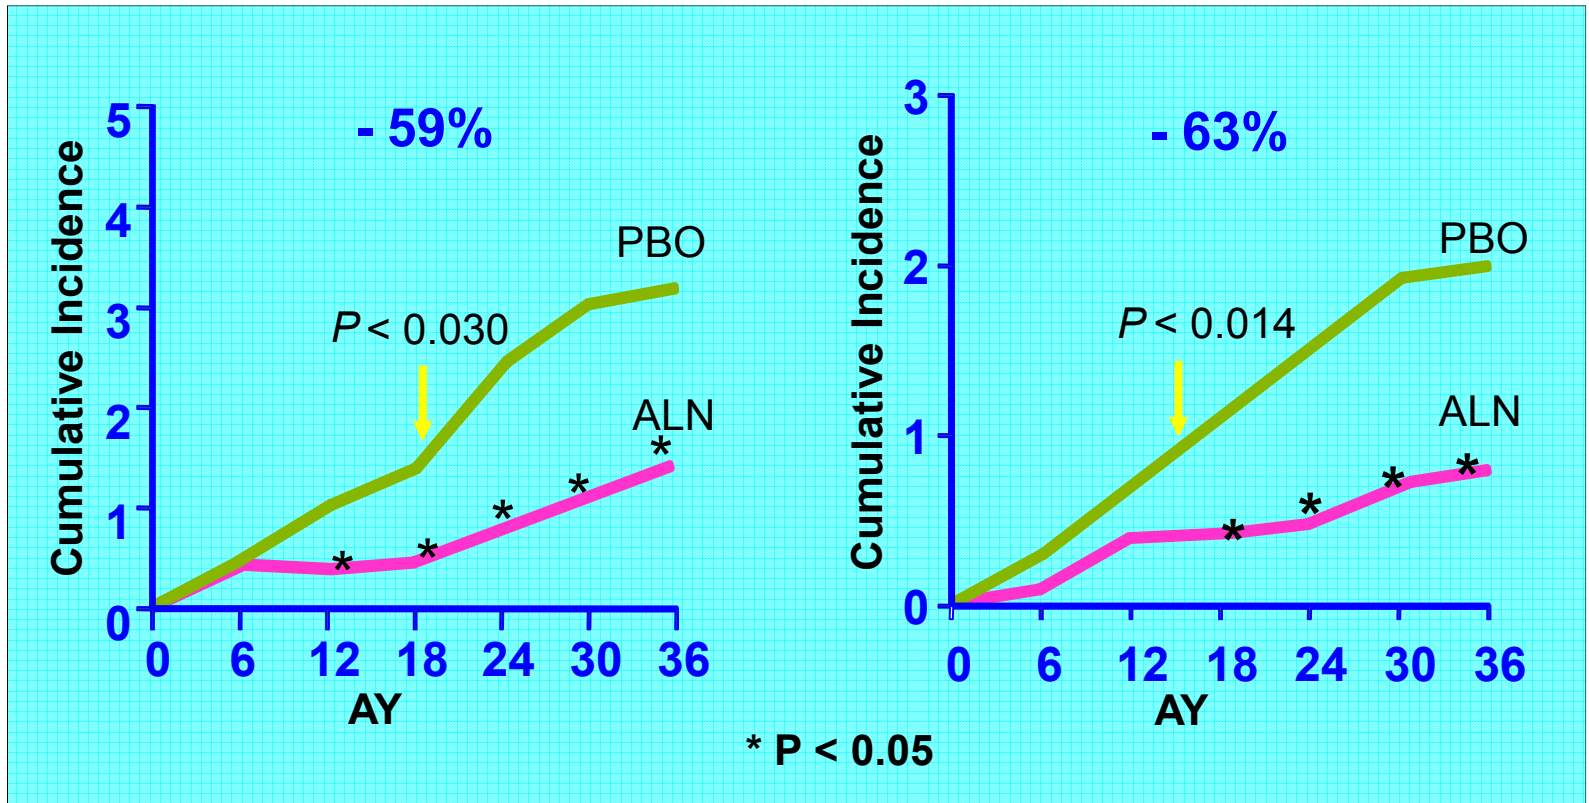 - 59%
Cumulative Incidence
5
4
3
2
1
0
PBO
P < 0.030
ALN
*
*
*
*
*
0 6 12 18 24 30 36
AY
- 63%
Cumulative Incidence
3
2
1
0
PBO
P < 0.014
ALN
*
*
*
*
0 6 12 18 24 30 36
AY
* P < 0.05